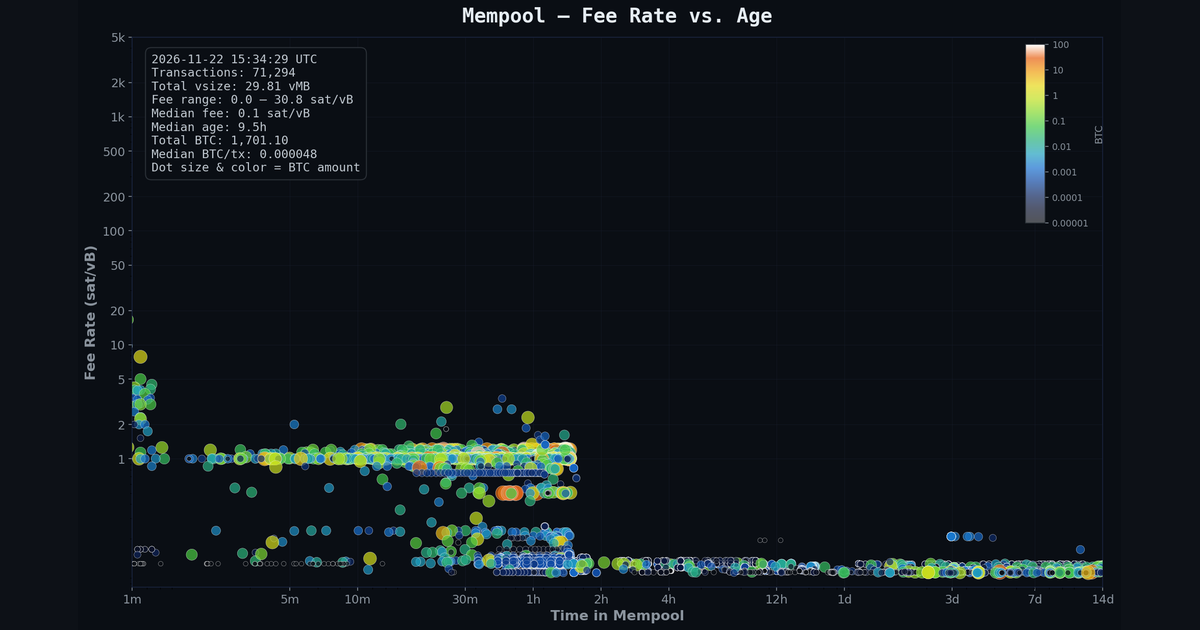 Mempool — Fee Rate vs. Age
2026-11-22 15:34:29 UTC
Transactions: 71,294
Total vsize: 29.81 vMB
Fee range: 0.0 – 30.8 sat/vB
Median fee: 0.1 sat/vB
Median age: 9.5h
Total BTC: 1,701.10
Median BTC/tx: 0.000048
Dot size & color = BTC amount
100
10
1
0.1
0.01
0.001
0.0001
0.00001
BTC
Fee Rate (sat/vB)
5k
2k
1k
500
200
100
50
20
10
5
2
1
1m
5m
10m
30m
1h
2h
4h
12h
1d
3d
7d
14d
Time in Mempool